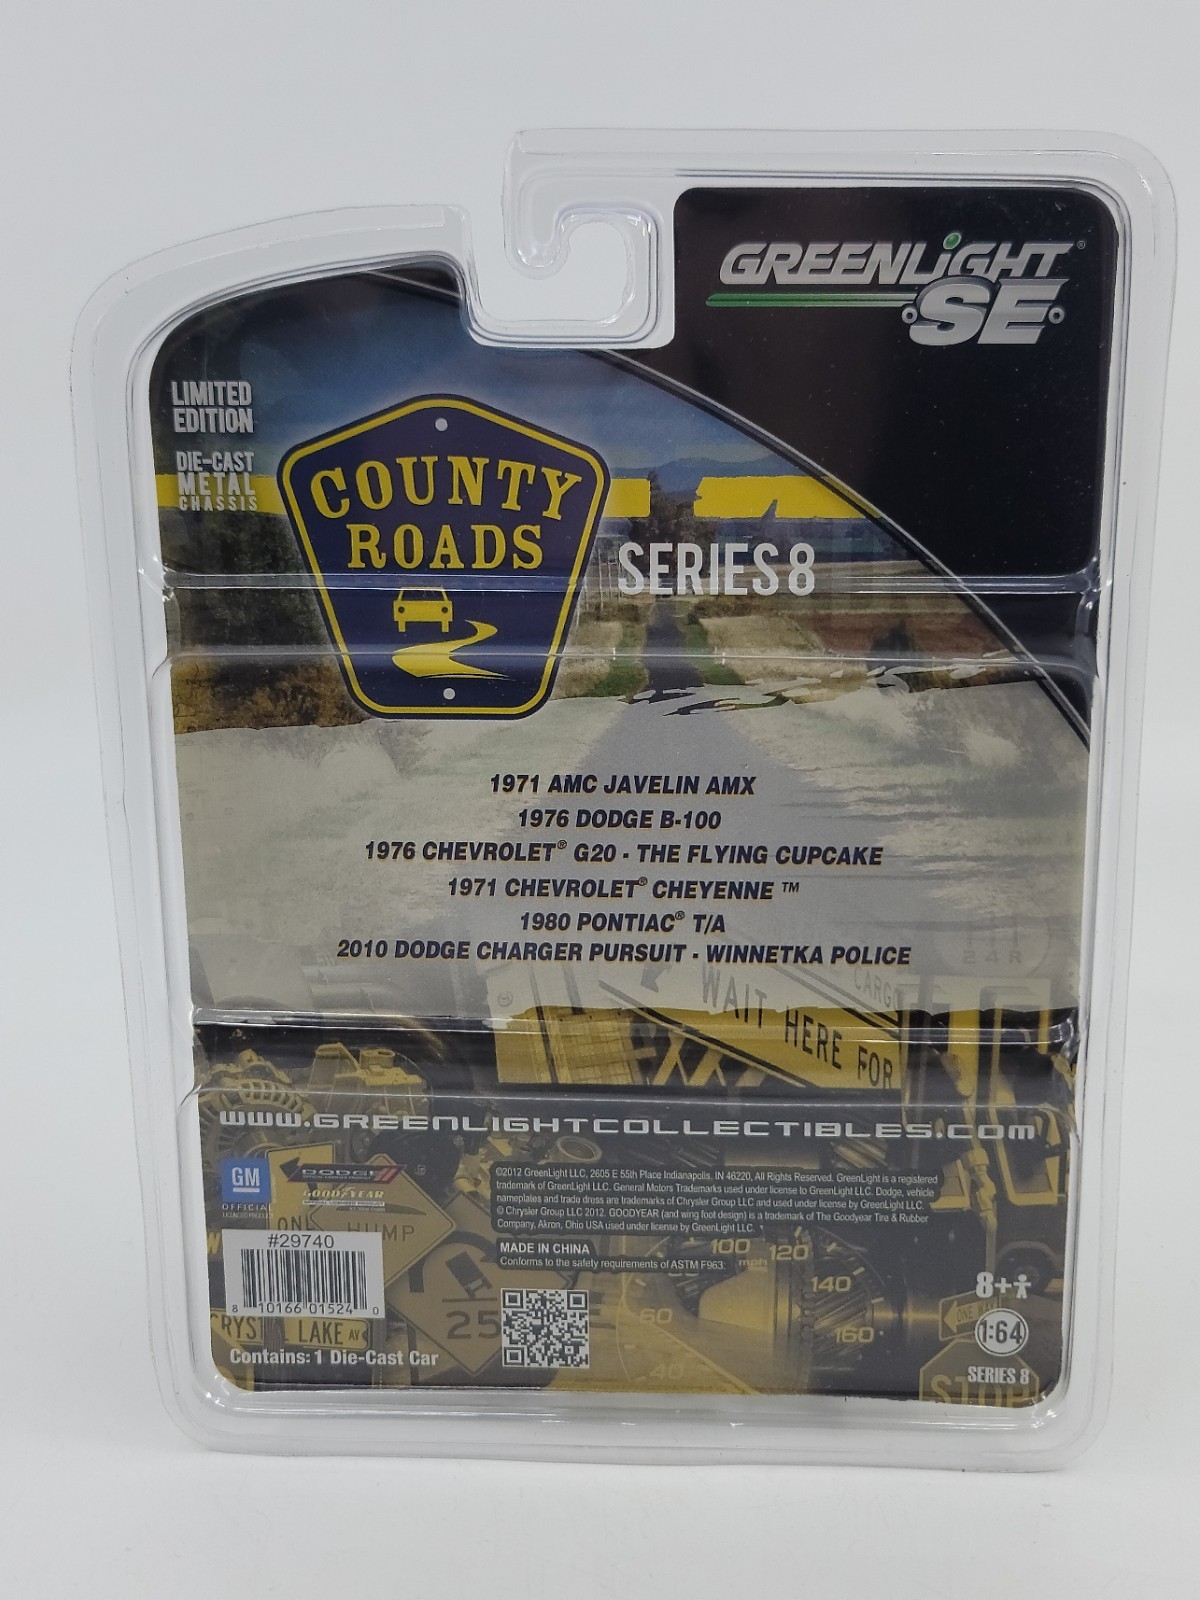 GREENLiGHT®
SE
LIMITED
EDITION
DIE-CAST
METAL
CHASSIS
COUNTY
ROADS
SERIES 8
1971 AMC JAVELIN AMX
1976 DODGE B-100
1976 CHEVROLET® G20 - THE FLYING CUPCAKE
1971 CHEVROLET® CHEYENNE ™
1980 PONTIAC® T/A
2010 DODGE CHARGER PURSUIT - WINNETKA POLICE
24R
CARGO
WAIT HERE FOR
www.GREENLIGHTCOLLECTIBLES.com
GM
OFFICIAL
LICENSED PRODUCT
DODGE
GOODYEAR
©2012 GreenLight LLC, 2605 E 55th Place Indianapolis, IN 46220, All Rights Reserved. GreenLight is a registered
trademark of GreenLight LLC. General Motors Trademarks used under license to GreenLight LLC. Dodge, vehicle
nameplates and trade dress are trademarks of Chrysler Group LLC and used under license by GreenLight LLC.
© Chrysler Group LLC 2012. GOODYEAR (and wing foot design) is a trademark of The Goodyear Tire & Rubber
Company, Akron, Ohio USA used under license by GreenLight LLC.
MADE IN CHINA
Conforms to the safety requirements of ASTM F963.
ONE
HUMP
#29740
8 10166 01524 0
LAKE AV
25
Contains: 1 Die-Cast Car
100
120
mph
140
160
60
40
8+
ONE WAY
1:64
SERIES 8
STOP